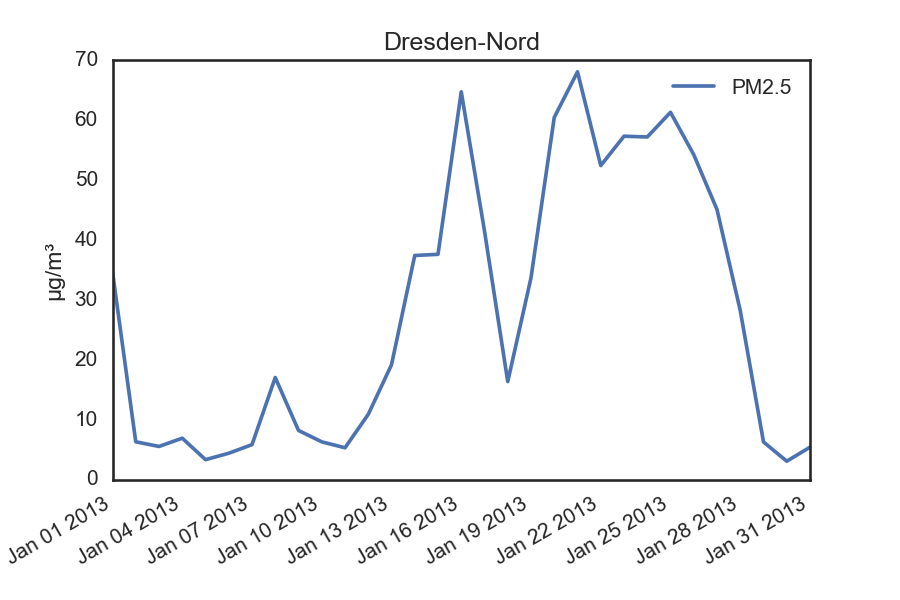 Dresden-Nord
70
60
50
40
30
20
10
0
µg/m³
PM2.5
Jan 01 2013
Jan 04 2013
Jan 07 2013
Jan 10 2013
Jan 13 2013
Jan 16 2013
Jan 19 2013
Jan 22 2013
Jan 25 2013
Jan 28 2013
Jan 31 2013